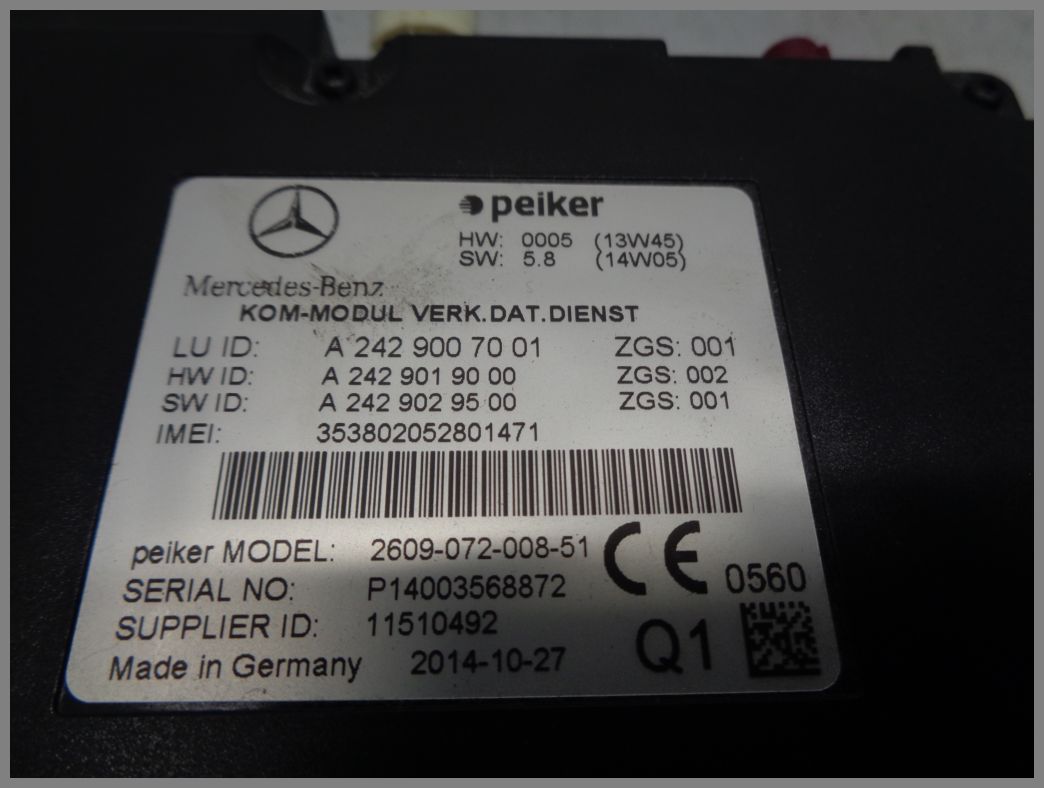 peiker
HW: 0005 (13W45)
SW: 5.8 (14W05)
Mercedes-Benz
KOM-MODUL VERK.DAT.DIENST
LU ID: A 242 900 70 01 ZGS: 001
HW ID: A 242 901 90 00 ZGS: 002
SW ID: A 242 902 95 00 ZGS: 001
IMEI: 353802052801471
peiker MODEL: 2609-072-008-51
CE 0560
SERIAL NO: P14003568872
SUPPLIER ID: 11510492
Q1
Made in Germany 2014-10-27